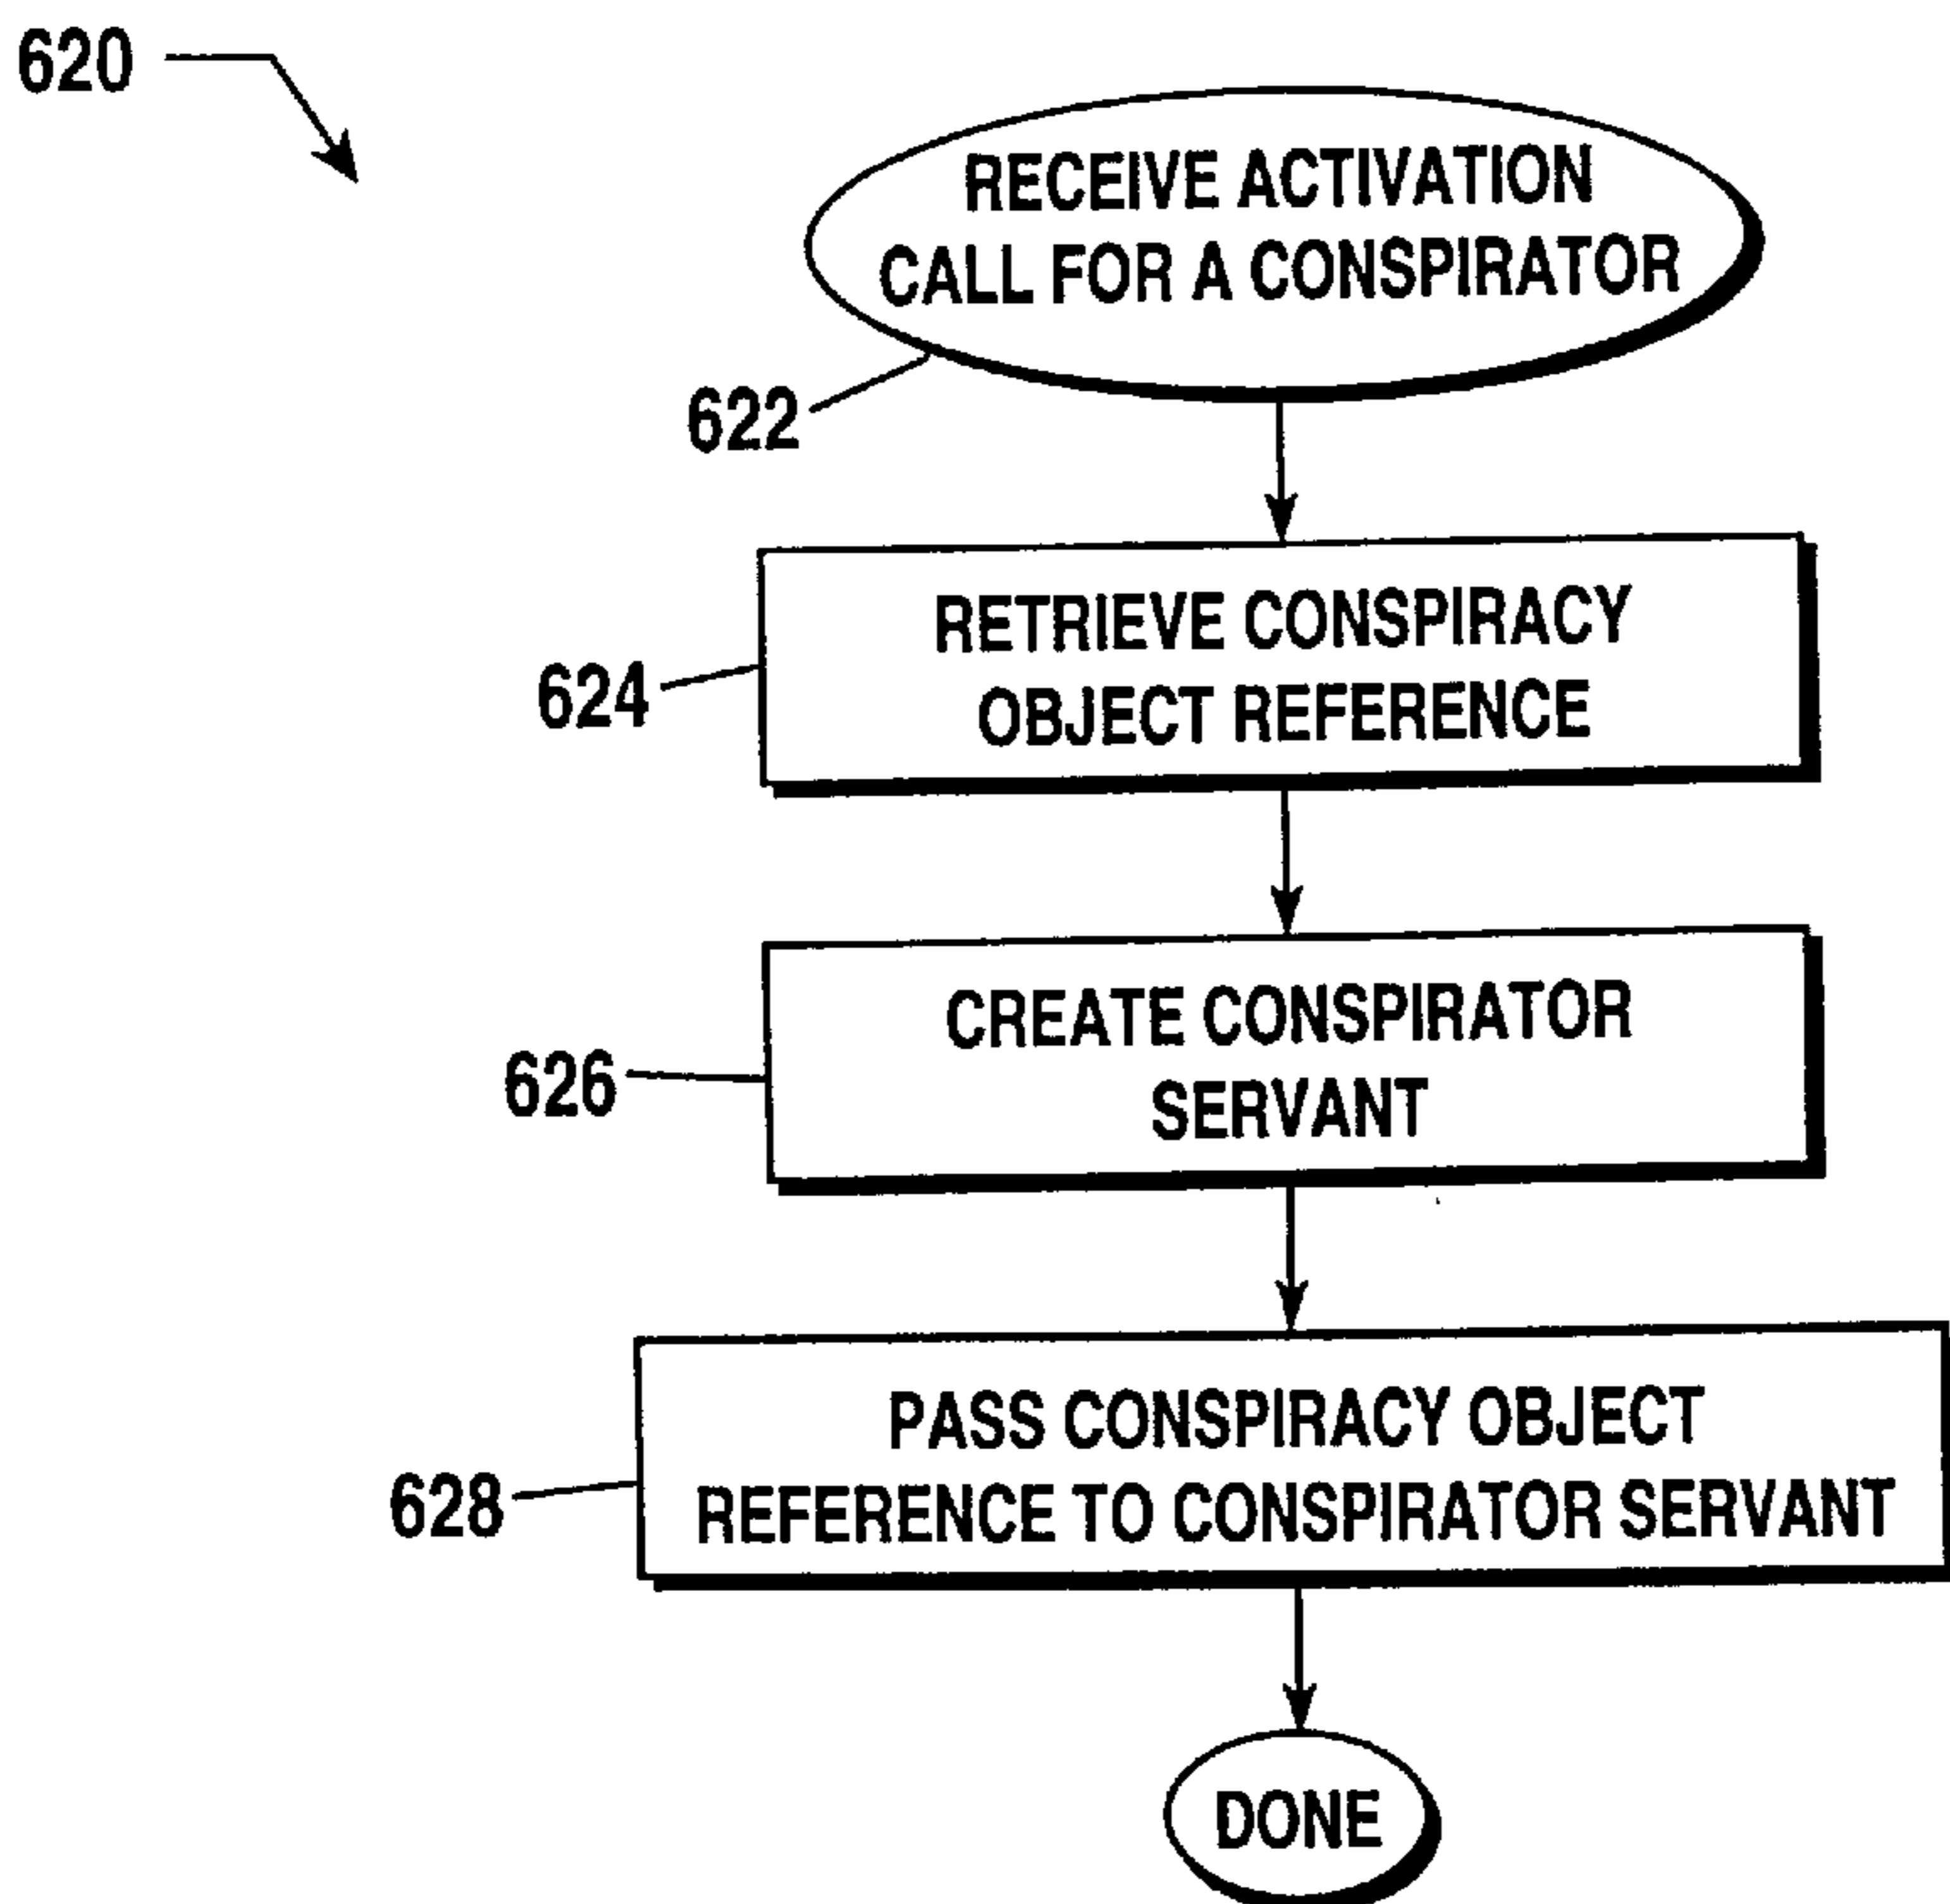 620
RECEIVE ACTIVATION
CALL FOR A CONSPIRATOR
622
RETRIEVE CONSPIRACY
OBJECT REFERENCE
624
CREATE CONSPIRATOR
SERVANT
626
PASS CONSPIRACY OBJECT
REFERENCE TO CONSPIRATOR SERVANT
628
DONE